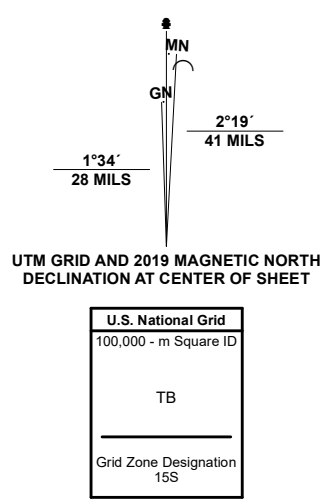 MN
GN
2°19´
41 MILS
1°34´
28 MILS
UTM GRID AND 2019 MAGNETIC NORTH
DECLINATION AT CENTER OF SHEET
U.S. National Grid
100,000 - m Square ID
TB
Grid Zone Designation
15S